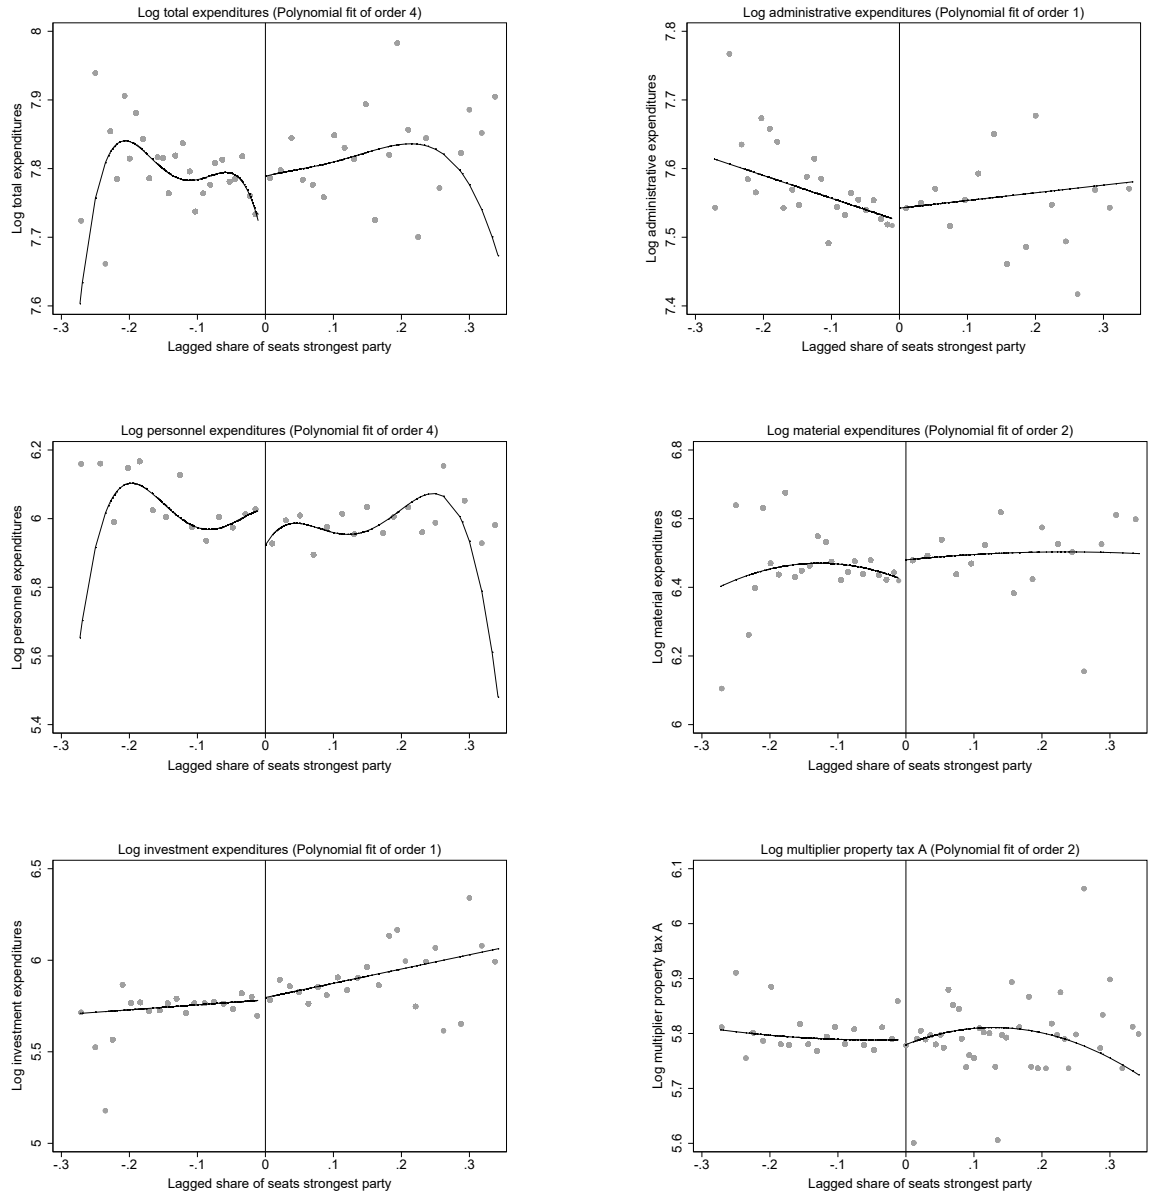 Log total expenditures (Polynomial fit of order 4)
Log total expenditures
8
7.9
7.8
7.7
7.6
-.3 -.2 -.1 0 .1 .2 .3
Lagged share of seats strongest party
Log administrative expenditures (Polynomial fit of order 1)
Log administrative expenditures
7.8
7.7
7.6
7.5
7.4
-.3 -.2 -.1 0 .1 .2 .3
Lagged share of seats strongest party
Log personnel expenditures (Polynomial fit of order 4)
Log personnel expenditures
6.2
6
5.8
5.6
5.4
-.3 -.2 -.1 0 .1 .2 .3
Lagged share of seats strongest party
Log material expenditures (Polynomial fit of order 2)
Log material expenditures
6.8
6.6
6.4
6.2
6
-.3 -.2 -.1 0 .1 .2 .3
Lagged share of seats strongest party
Log investment expenditures (Polynomial fit of order 1)
Log investment expenditures
6.5
6
5.5
5
-.3 -.2 -.1 0 .1 .2 .3
Lagged share of seats strongest party
Log multiplier property tax A (Polynomial fit of order 2)
Log multiplier property tax A
6.1
6
5.9
5.8
5.7
5.6
-.3 -.2 -.1 0 .1 .2 .3
Lagged share of seats strongest party